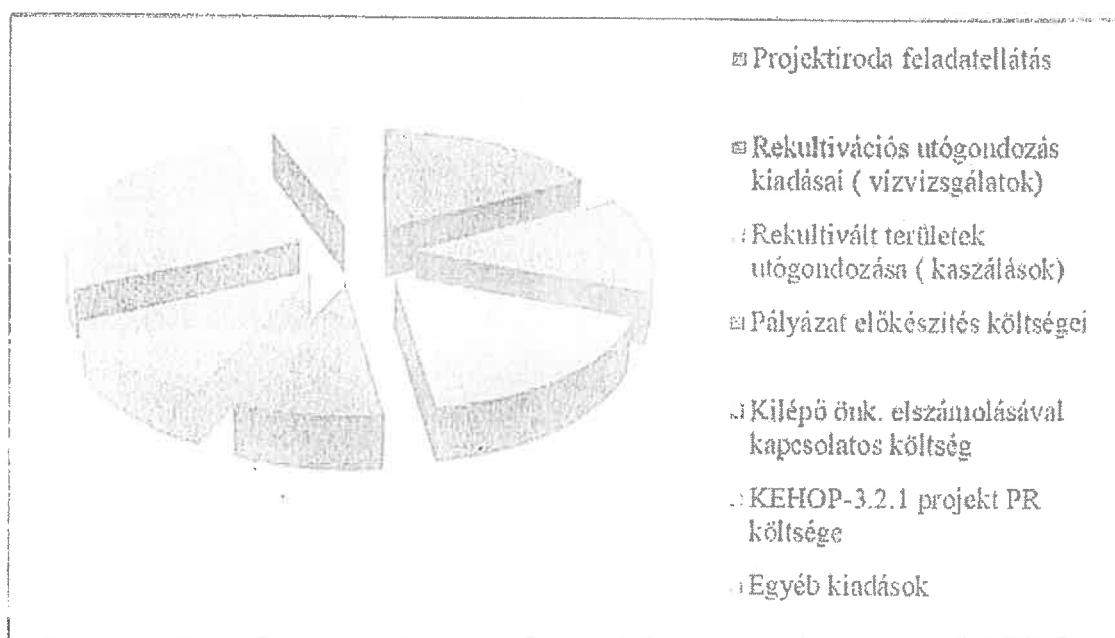 Projektiroda feladatellátás
Rekultivációs utógondozás
kiadásai ( vízvizsgálatok)
Rekultivált területek
utógondozása ( kaszálások)
Pályázat előkészítés költségei
Kilépő önk. elszámolásával
kapcsolatos költség
KEHOP-3.2.1 projekt PR
költsége
Egyéb kiadások